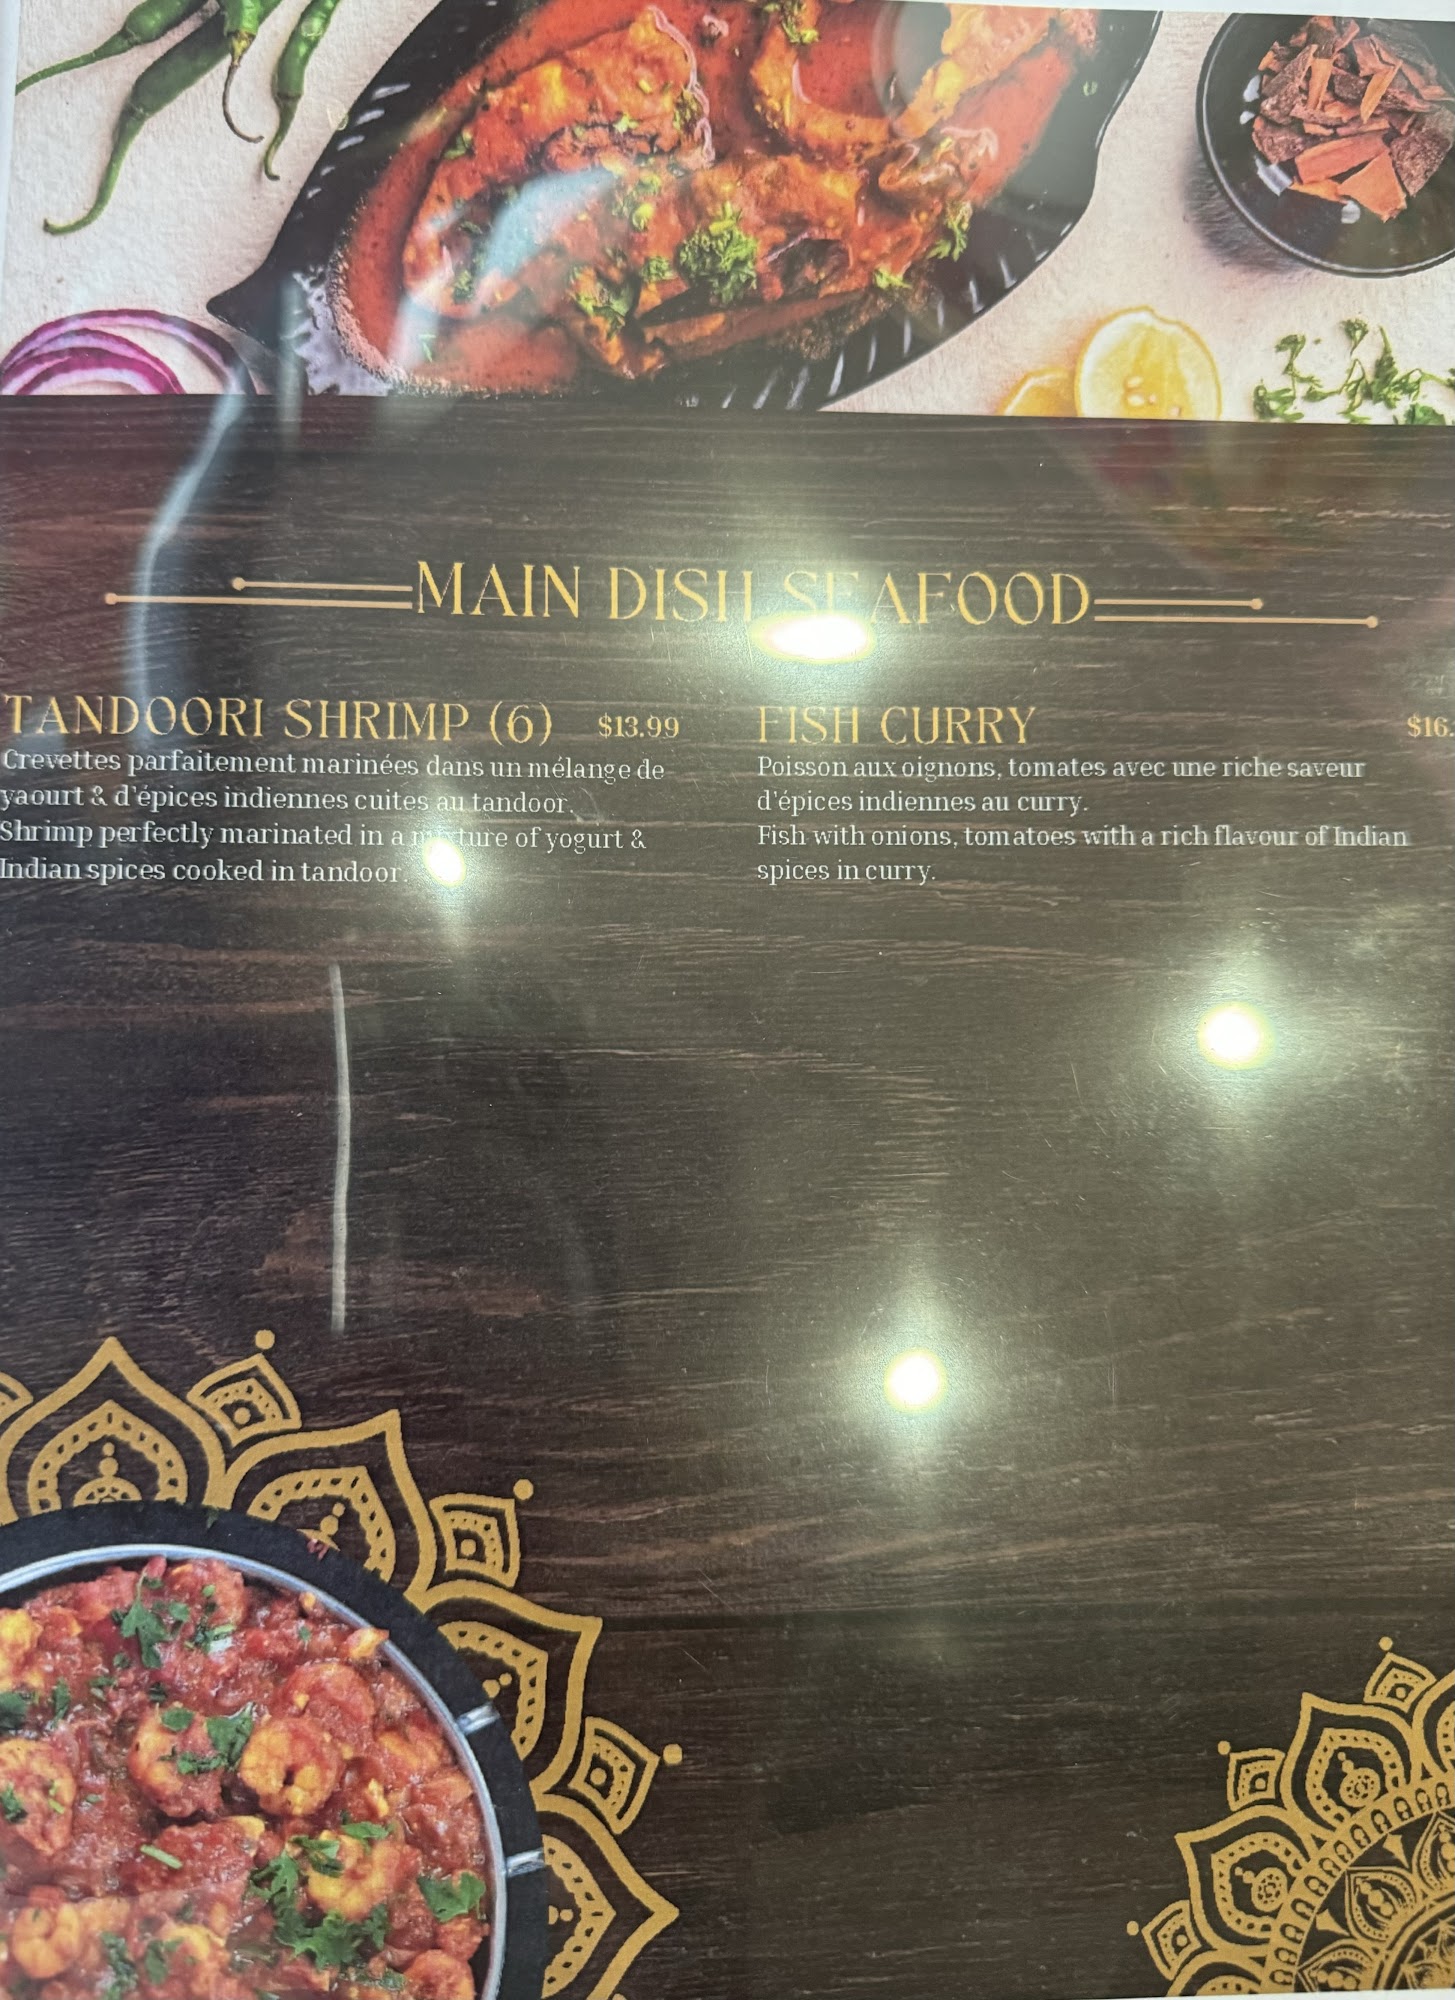 MAIN DISH SEAFOOD
TANDOORI SHRIMP (6) $13.99
Crevettes parfaitement marinées dans un mélange de
yaourt & d'épices indiennes cuites au tandoor.
Shrimp perfectly marinated in a mixture of yogurt &
Indian spices cooked in tandoor.
FISH CURRY $16.
Poisson aux oignons, tomates avec une riche saveur
d'épices indiennes au curry.
Fish with onions, tomatoes with a rich flavour of Indian
spices in curry.